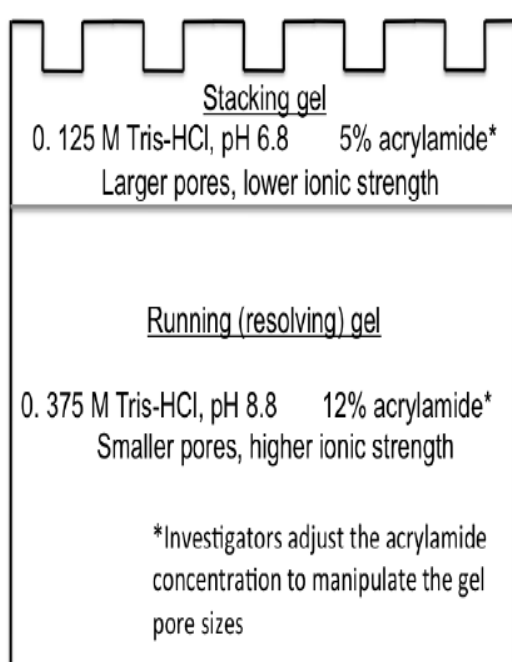 Stacking gel
0. 125 M Tris-HCl, pH 6.8 5% acrylamide*
Larger pores, lower ionic strength
Running (resolving) gel
0. 375 M Tris-HCl, pH 8.8 12% acrylamide*
Smaller pores, higher ionic strength
*Investigators adjust the acrylamide
concentration to manipulate the gel
pore sizes